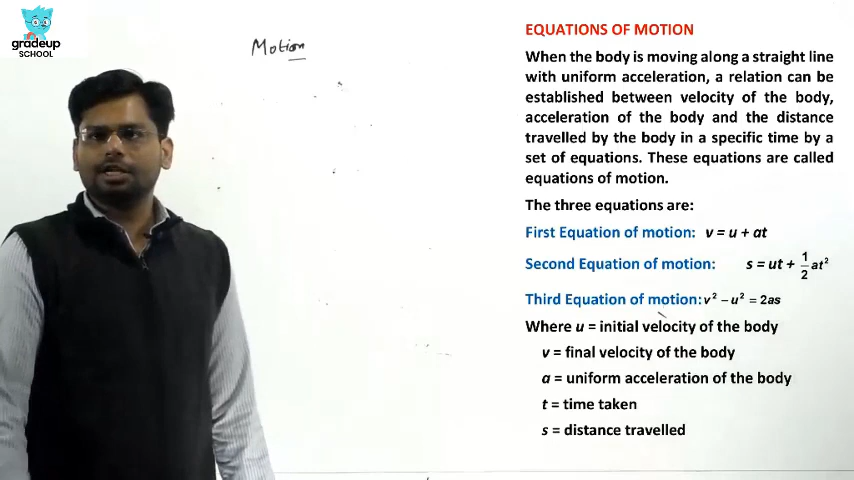 gradeup
SCHOOL
Motion
EQUATIONS OF MOTION
When the body is moving along a straight line
with uniform acceleration, a relation can be
established between velocity of the body,
acceleration of the body and the distance
travelled by the body in a specific time by a
set of equations. These equations are called
equations of motion.
The three equations are:
First Equation of motion: v = u + at
Second Equation of motion: s = ut + 1/2 at²
Third Equation of motion: v² – u² = 2as
Where u = initial velocity of the body
v = final velocity of the body
a = uniform acceleration of the body
t = time taken
s = distance travelled